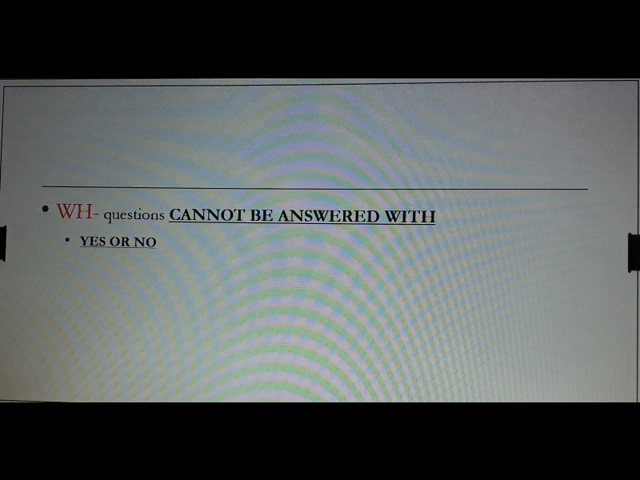 • WH- questions CANNOT BE ANSWERED WITH
• YES OR NO